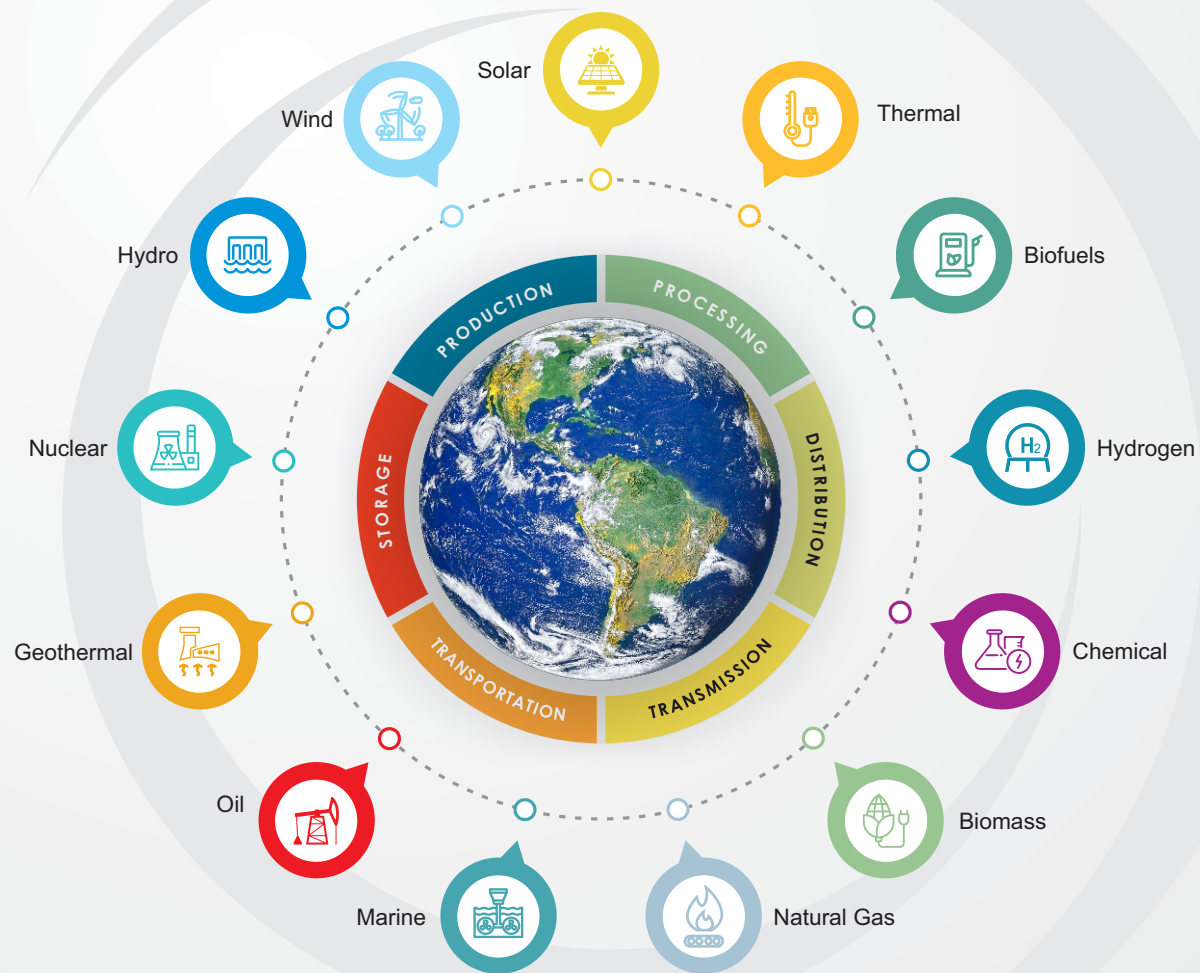 Solar
Thermal
Wind
Biofuels
Hydro
PRODUCTION
PROCESSING
Hydrogen
H2
Nuclear
STORAGE
DISTRIBUTION
Geothermal
Chemical
TRANSPORTATION
TRANSMISSION
Oil
Biomass
Marine
Natural Gas